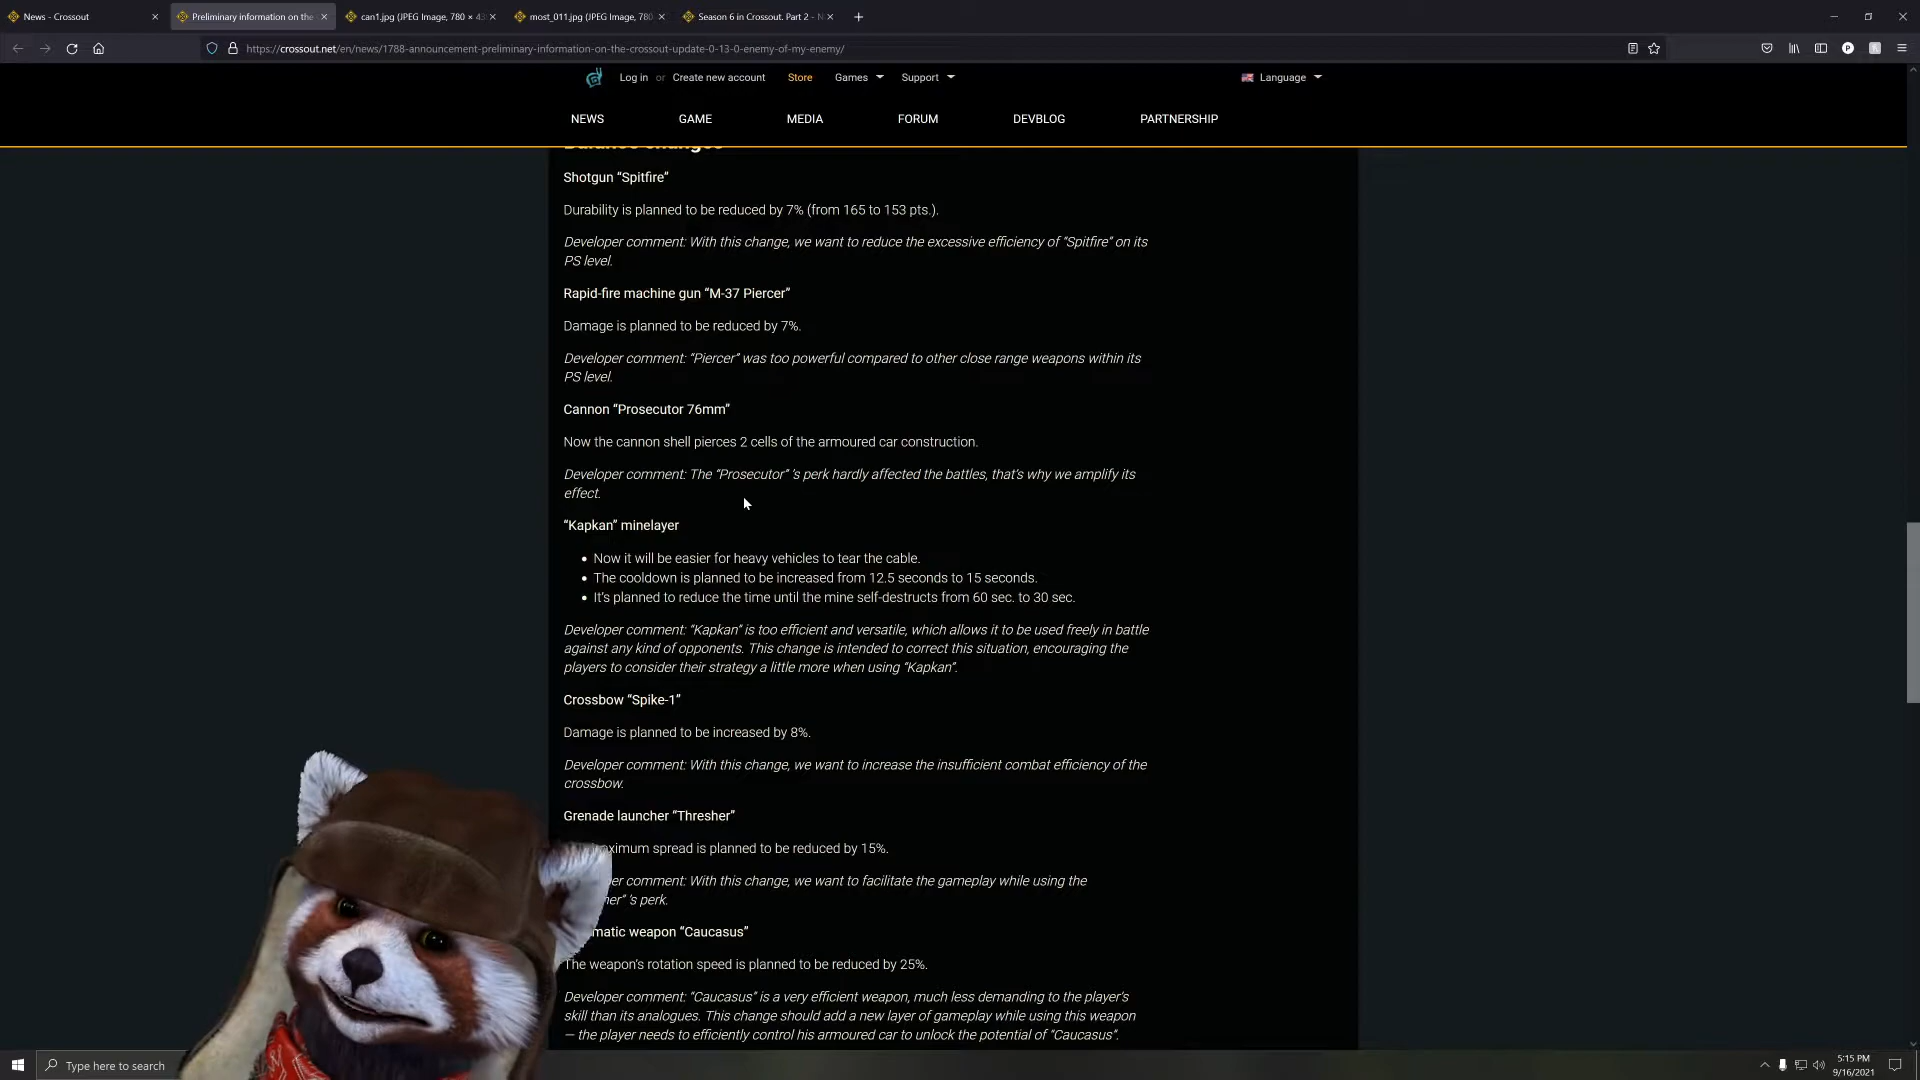 News - Crossout
Preliminary information on the
can1.jpg (JPEG Image, 780 × 43
most_011.jpg (JPEG Image, 780
Season 6 in Crossout. Part 2 - N
https://crossout.net/en/news/1788-announcement-preliminary-information-on-the-crossout-update-0-13-0-enemy-of-my-enemy/
Log in or Create new account Store Games Support Language
NEWS GAME MEDIA FORUM DEVBLOG PARTNERSHIP
Balance changes
Shotgun “Spitfire”
Durability is planned to be reduced by 7% (from 165 to 153 pts.).
Developer comment: With this change, we want to reduce the excessive efficiency of “Spitfire” on its
PS level.
Rapid-fire machine gun “M-37 Piercer”
Damage is planned to be reduced by 7%.
Developer comment: “Piercer” was too powerful compared to other close range weapons within its
PS level.
Cannon “Prosecutor 76mm”
Now the cannon shell pierces 2 cells of the armoured car construction.
Developer comment: The “Prosecutor” ’s perk hardly affected the battles, that’s why we amplify its
effect.
“Kapkan” minelayer
• Now it will be easier for heavy vehicles to tear the cable.
• The cooldown is planned to be increased from 12.5 seconds to 15 seconds.
• It’s planned to reduce the time until the mine self-destructs from 60 sec. to 30 sec.
Developer comment: “Kapkan” is too efficient and versatile, which allows it to be used freely in battle
against any kind of opponents. This change is intended to correct this situation, encouraging the
players to consider their strategy a little more when using “Kapkan”.
Crossbow “Spike-1”
Damage is planned to be increased by 8%.
Developer comment: With this change, we want to increase the insufficient combat efficiency of the
crossbow.
Grenade launcher “Thresher”
ximum spread is planned to be reduced by 15%.
er comment: With this change, we want to facilitate the gameplay while using the
er” ’s perk.
matic weapon “Caucasus”
The weapon’s rotation speed is planned to be reduced by 25%.
Developer comment: “Caucasus” is a very efficient weapon, much less demanding to the player’s
skill than its analogues. This change should add a new layer of gameplay while using this weapon
— the player needs to efficiently control his armoured car to unlock the potential of “Caucasus”.
Type here to search
5:15 PM
9/16/2021